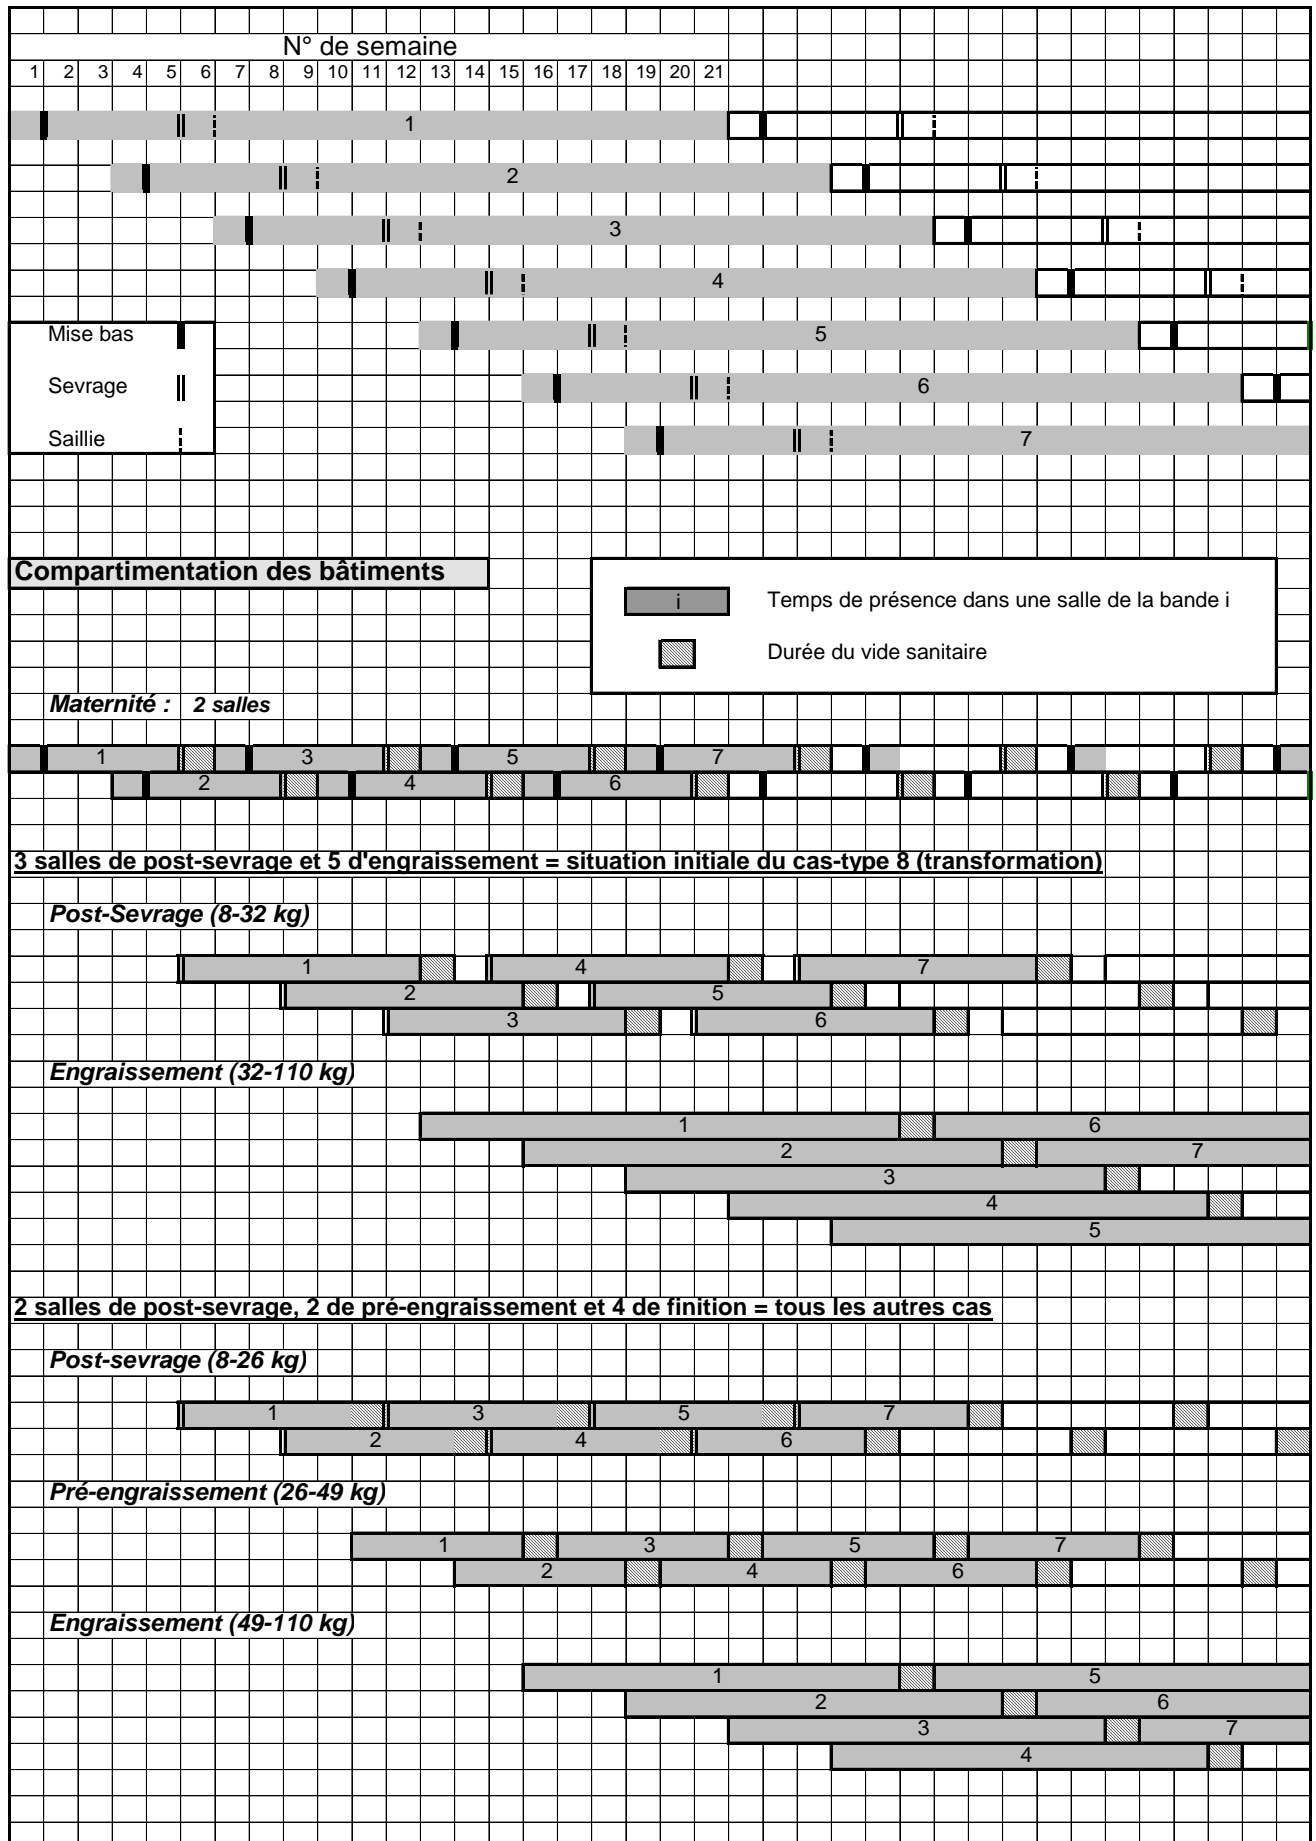 N° de semaine
1 2 3 4 5 6 7 8 9 10 11 12 13 14 15 16 17 18 19 20 21
1
2
3
4
Mise bas
5
Sevrage
6
Saillie
7
Compartimentation des bâtiments
i Temps de présence dans une salle de la bande i
Durée du vide sanitaire
Maternité : 2 salles
1 3 5 7
2 4 6
3 salles de post-sevrage et 5 d'engraissement = situation initiale du cas-type 8 (transformation)
Post-Sevrage (8-32 kg)
1 4 7
2 5
3 6
Engraissement (32-110 kg)
1 6
2 7
3
4
5
2 salles de post-sevrage, 2 de pré-engraissement et 4 de finition = tous les autres cas
Post-sevrage (8-26 kg)
1 3 5 7
2 4 6
Pré-engraissement (26-49 kg)
1 3 5 7
2 4 6
Engraissement (49-110 kg)
1 5
2 6
3 7
4